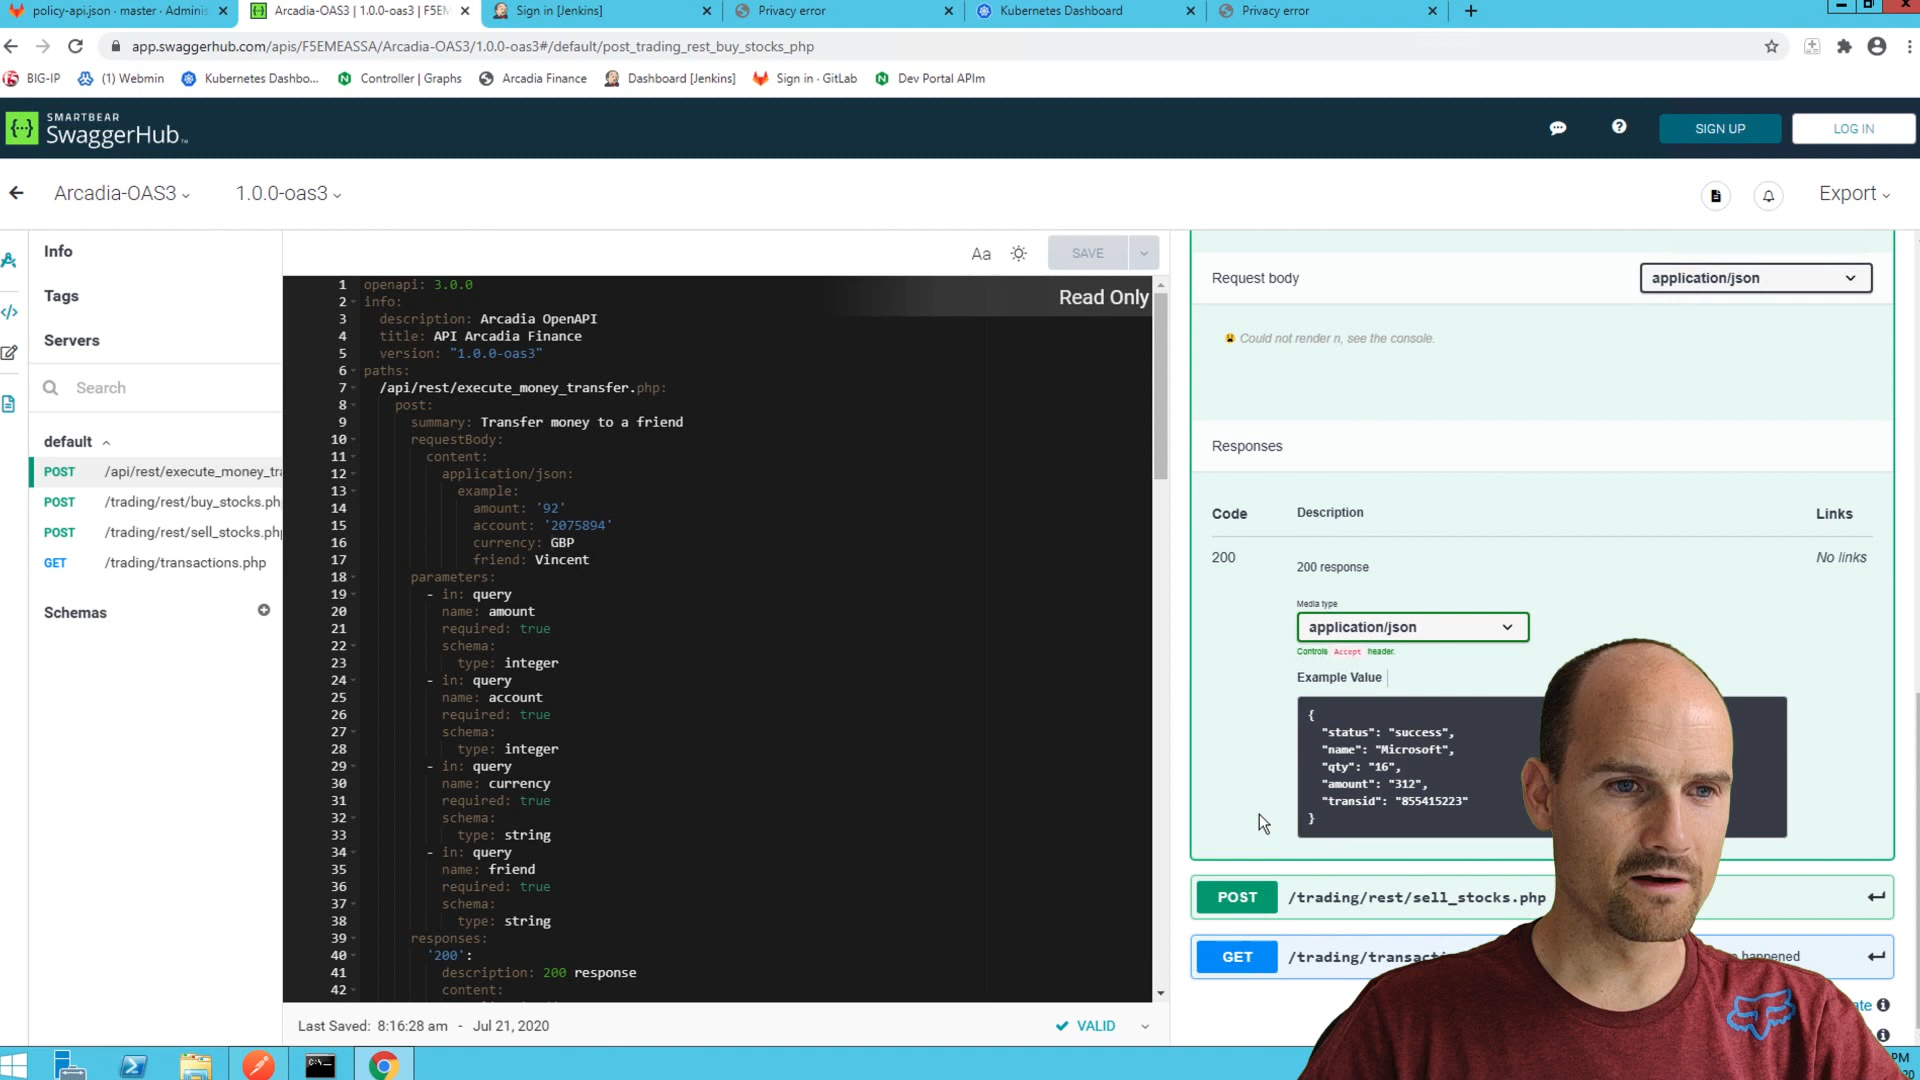 policy-api.json - master · Adminis
Arcadia-OAS3 | 1.0.0-oas3 | F5EM
Sign in [Jenkins]
Privacy error
Kubernetes Dashboard
Privacy error
app.swaggerhub.com/apis/F5EMEASSA/Arcadia-OAS3/1.0.0-oas3#/default/post_trading_rest_buy_stocks_php
BIG-IP
(1) Webmin
Kubernetes Dashbo...
Controller | Graphs
Arcadia Finance
Dashboard [Jenkins]
Sign in · GitLab
Dev Portal APIm
SMARTBEAR
SwaggerHub
SIGN UP
LOG IN
Arcadia-OAS3
1.0.0-oas3
Export
Info
Tags
Servers
Search
default
POST /api/rest/execute_money_tra
POST /trading/rest/buy_stocks.php
POST /trading/rest/sell_stocks.php
GET /trading/transactions.php
Schemas
Aa
SAVE
Read Only
1 openapi: 3.0.0
2 info:
3 description: Arcadia OpenAPI
4 title: API Arcadia Finance
5 version: "1.0.0-oas3"
6 paths:
7 /api/rest/execute_money_transfer.php:
8 post:
9 summary: Transfer money to a friend
10 requestBody:
11 content:
12 application/json:
13 example:
14 amount: '92'
15 account: '2075894'
16 currency: GBP
17 friend: Vincent
18 parameters:
19 - in: query
20 name: amount
21 required: true
22 schema:
23 type: integer
24 - in: query
25 name: account
26 required: true
27 schema:
28 type: integer
29 - in: query
30 name: currency
31 required: true
32 schema:
33 type: string
34 - in: query
35 name: friend
36 required: true
37 schema:
38 type: string
39 responses:
40 '200':
41 description: 200 response
42 content:
Last Saved: 8:16:28 am - Jul 21, 2020
VALID
Request body
application/json
Could not render n, see the console.
Responses
Code Description Links
200 200 response No links
Media type
application/json
Controls Accept header.
Example Value
{
"status": "success",
"name": "Microsoft",
"qty": "16",
"amount": "312",
"transid": "855415223"
}
POST /trading/rest/sell_stocks.php
GET /trading/transacti
happened
PM
20